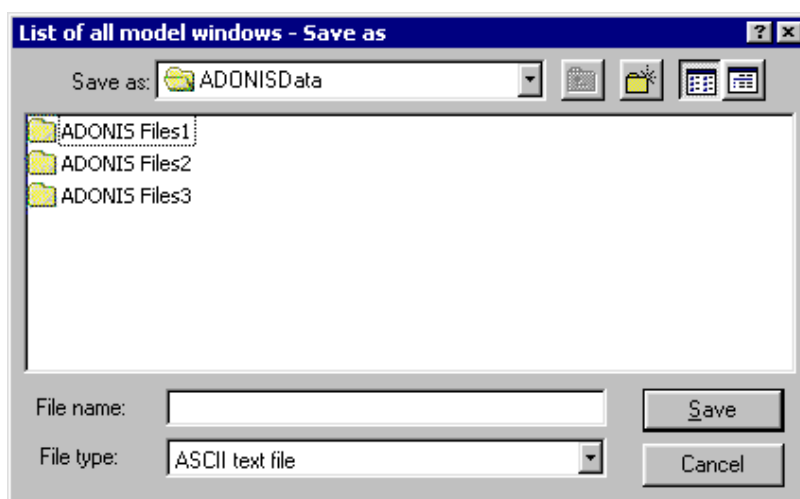 List of all model windows - Save as
Save as: ADONISData
ADONIS Files1
ADONIS Files2
ADONIS Files3
File name:
Save
File type: ASCII text file
Cancel